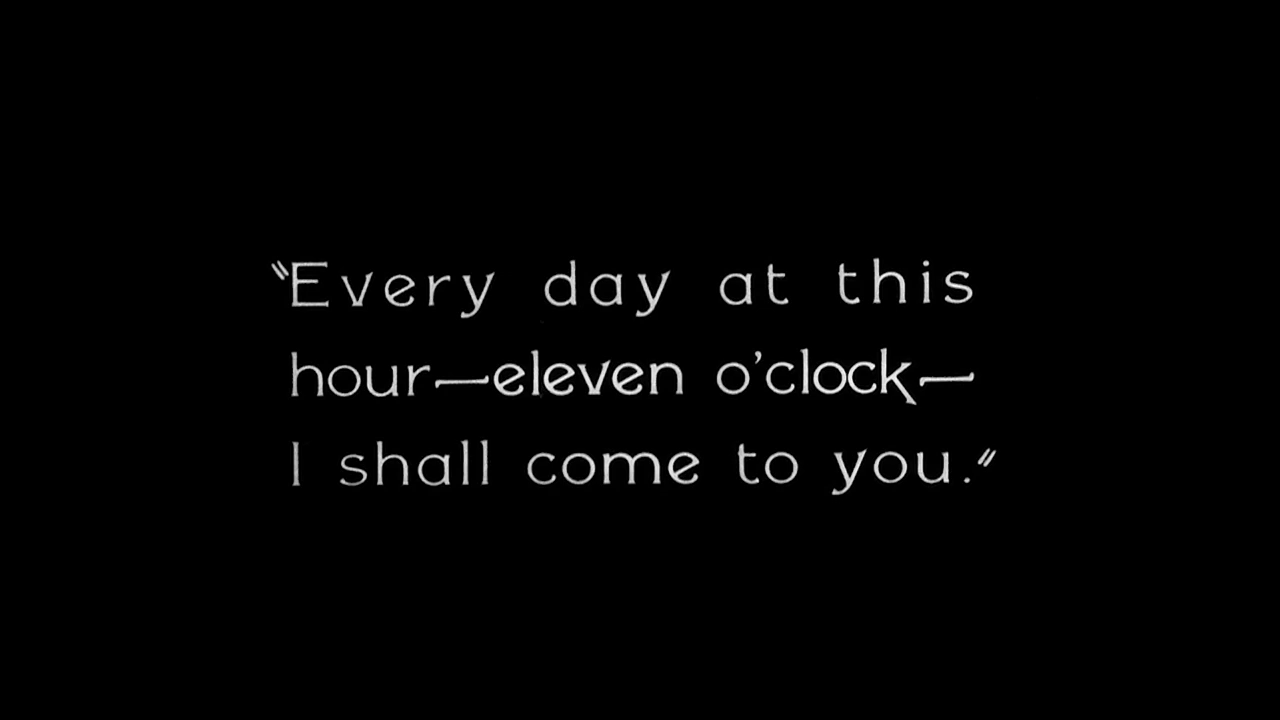 "Every day at this
hour—eleven o'clock—
I shall come to you."